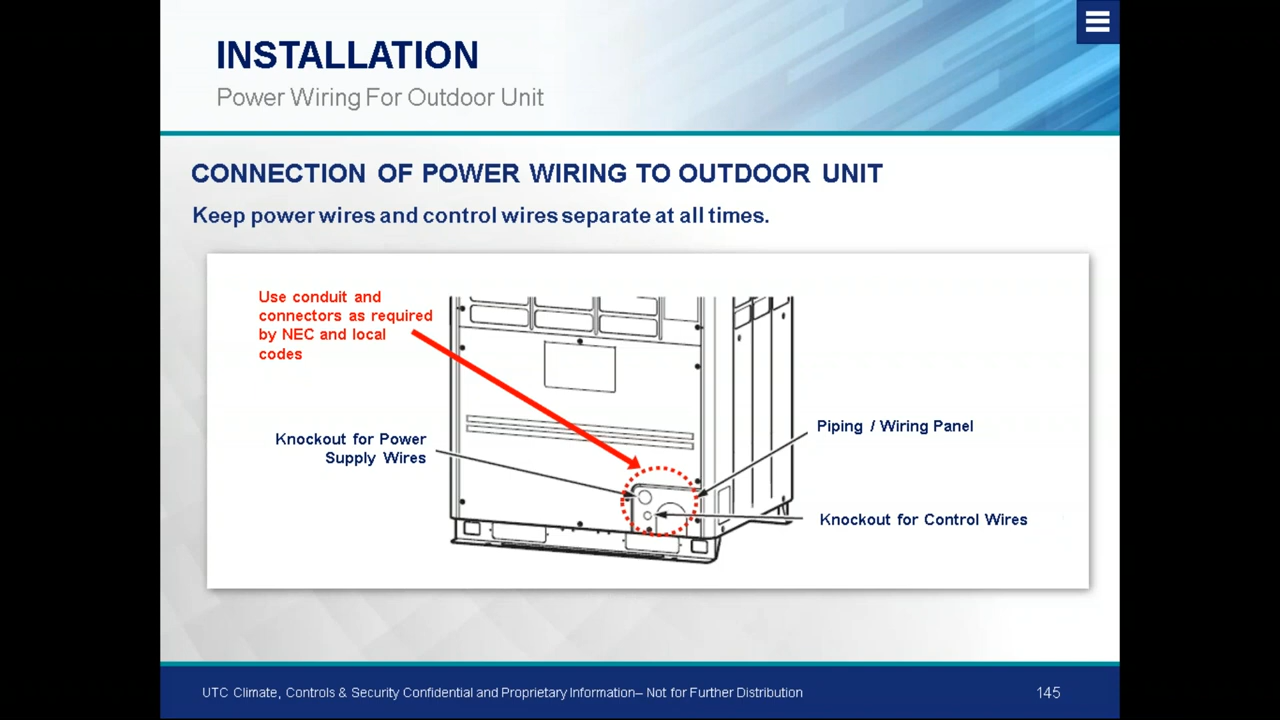 INSTALLATION
Power Wiring For Outdoor Unit
CONNECTION OF POWER WIRING TO OUTDOOR UNIT
Keep power wires and control wires separate at all times.
Use conduit and
connectors as required
by NEC and local
codes
Knockout for Power
Supply Wires
Piping / Wiring Panel
Knockout for Control Wires
UTC Climate, Controls & Security Confidential and Proprietary Information– Not for Further Distribution
145